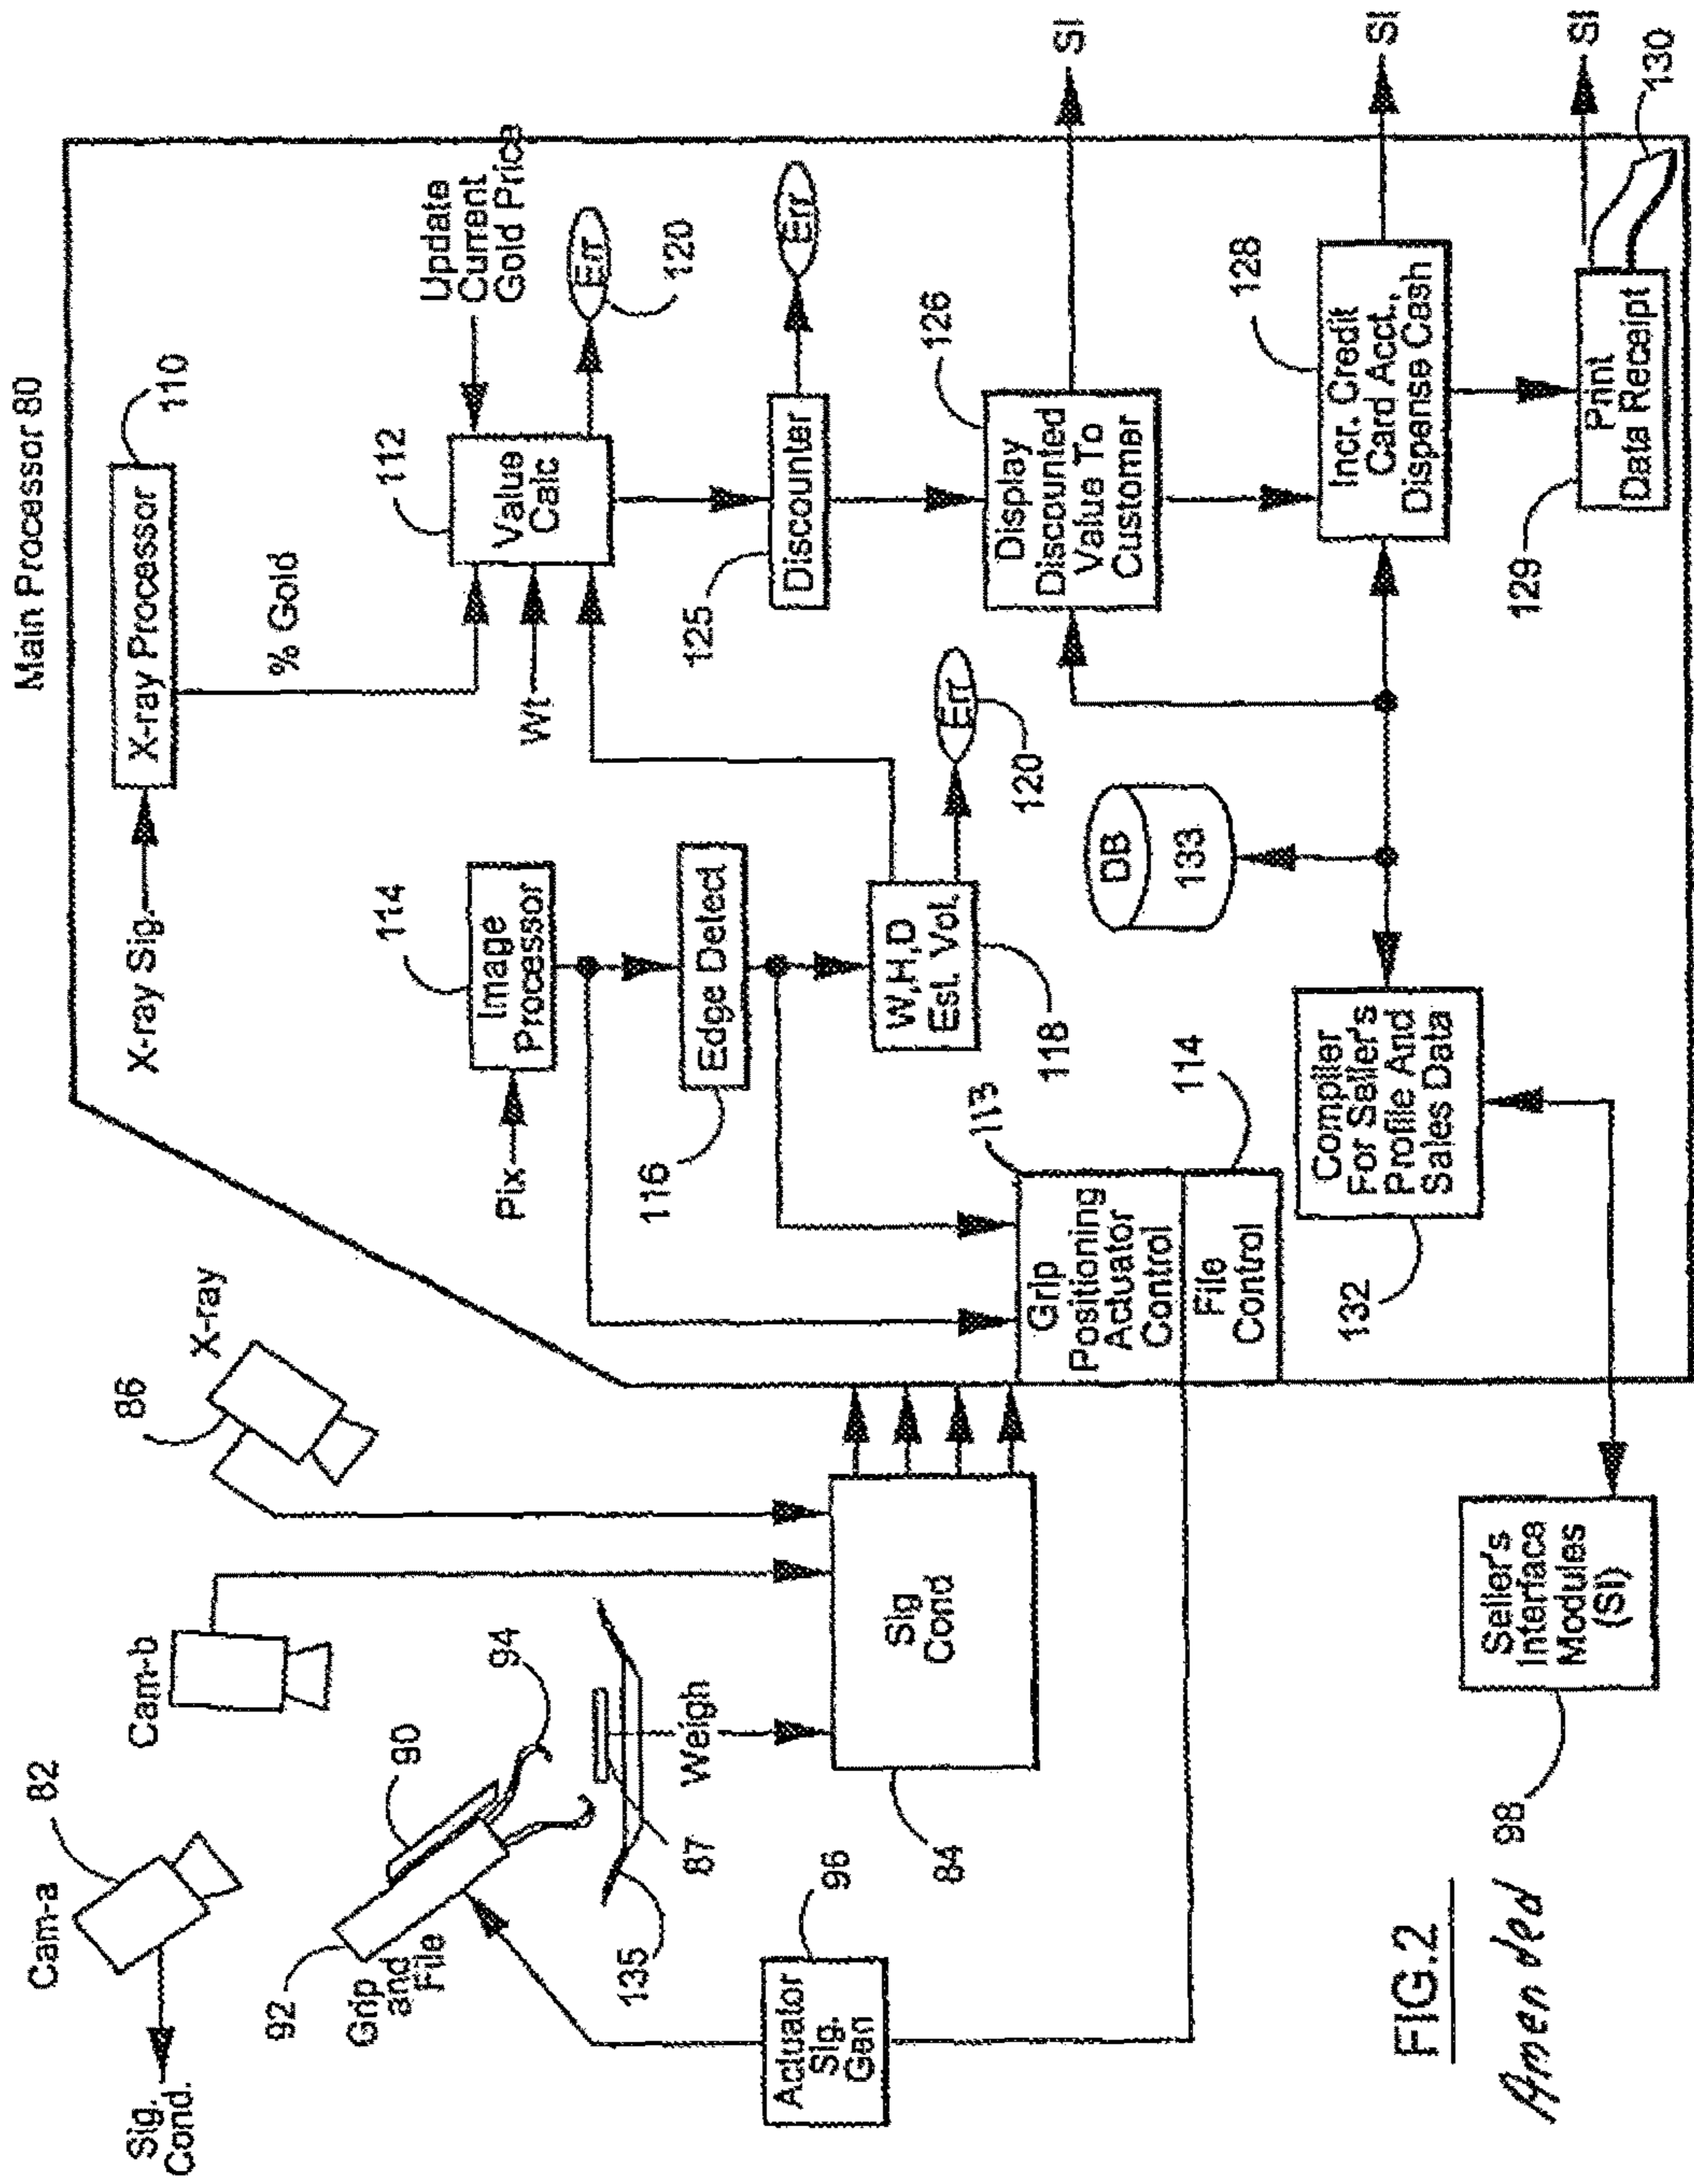 Main Processor 80
X-ray Sig.
X-ray Processor
110
% Gold
Wt
112
Value
Calc
Update
Current
Gold Price
Err
120
Pix
114
Image
Processor
116
Edge Detect
W,H,D
Est. Vol.
118
Err
120
125
Discounter
Err
126
Display
Discounted
Value To
Customer
SI
128
Incr. Credit
Card Acct.,
Dispense Cash
SI
129
Print
Data Receipt
SI
130
DB
133
113
Grip
Positioning
Actuator
Control
114
File
Control
132
Compiler
For Seller's
Profile And
Sales Data
Sig.
Cond.
Cam-a
82
Cam-b
86
X-ray
92
Grip
and
File
90
94
135
87
Weigh
Sig
Cond
84
96
Actuator
Sig.
Gen
Seller's
Interface
Modules
(SI)
98
FIG.2
Amended